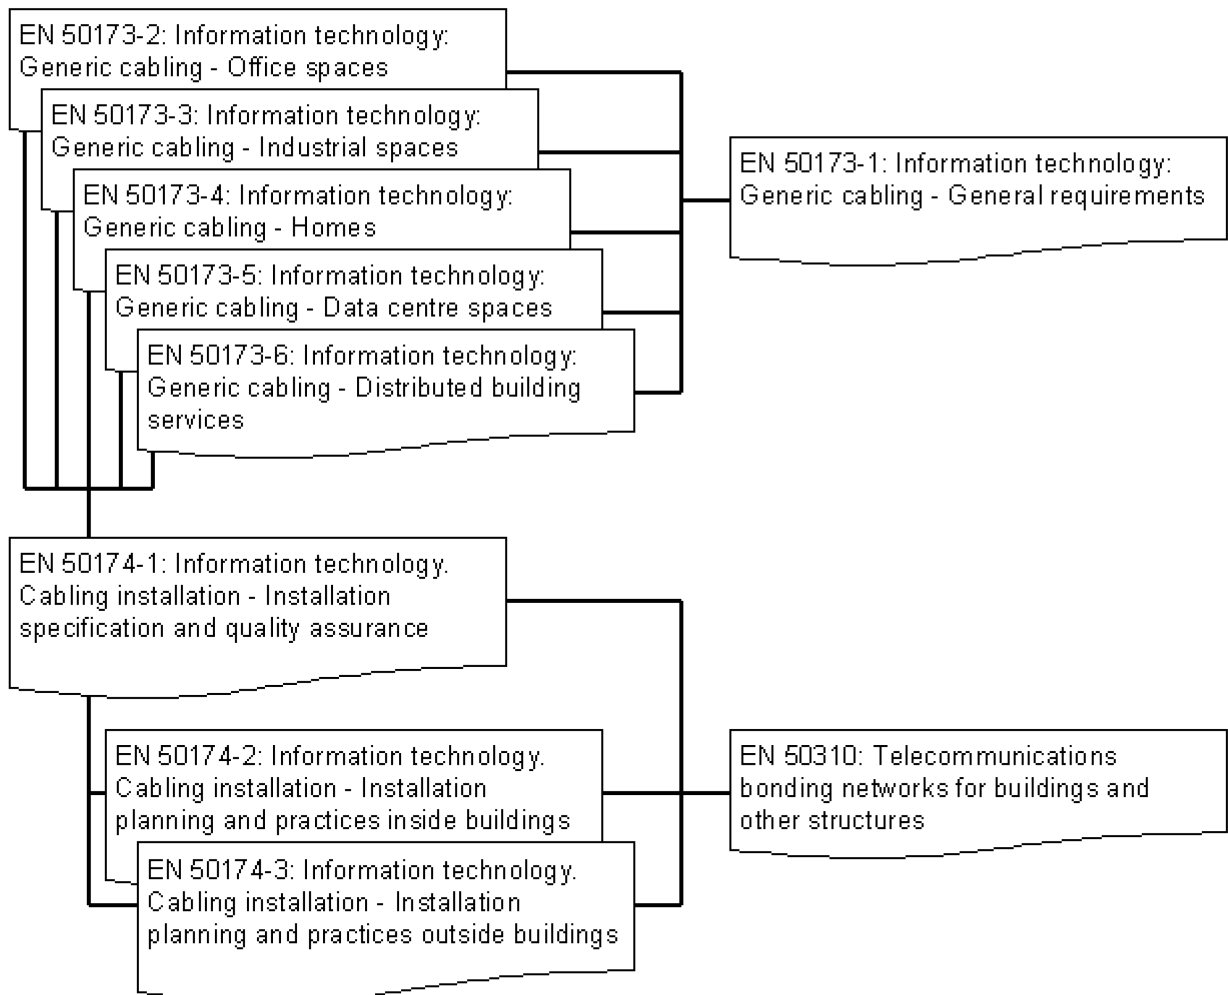 EN 50173-2: Information technology:
Generic cabling - Office spaces
EN 50173-3: Information technology:
Generic cabling - Industrial spaces
EN 50173-4: Information technology:
Generic cabling - Homes
EN 50173-5: Information technology:
Generic cabling - Data centre spaces
EN 50173-6: Information technology:
Generic cabling - Distributed building
services
EN 50173-1: Information technology:
Generic cabling - General requirements
EN 50174-1: Information technology.
Cabling installation - Installation
specification and quality assurance
EN 50174-2: Information technology.
Cabling installation - Installation
planning and practices inside buildings
EN 50174-3: Information technology.
Cabling installation - Installation
planning and practices outside buildings
EN 50310: Telecommunications
bonding networks for buildings and
other structures